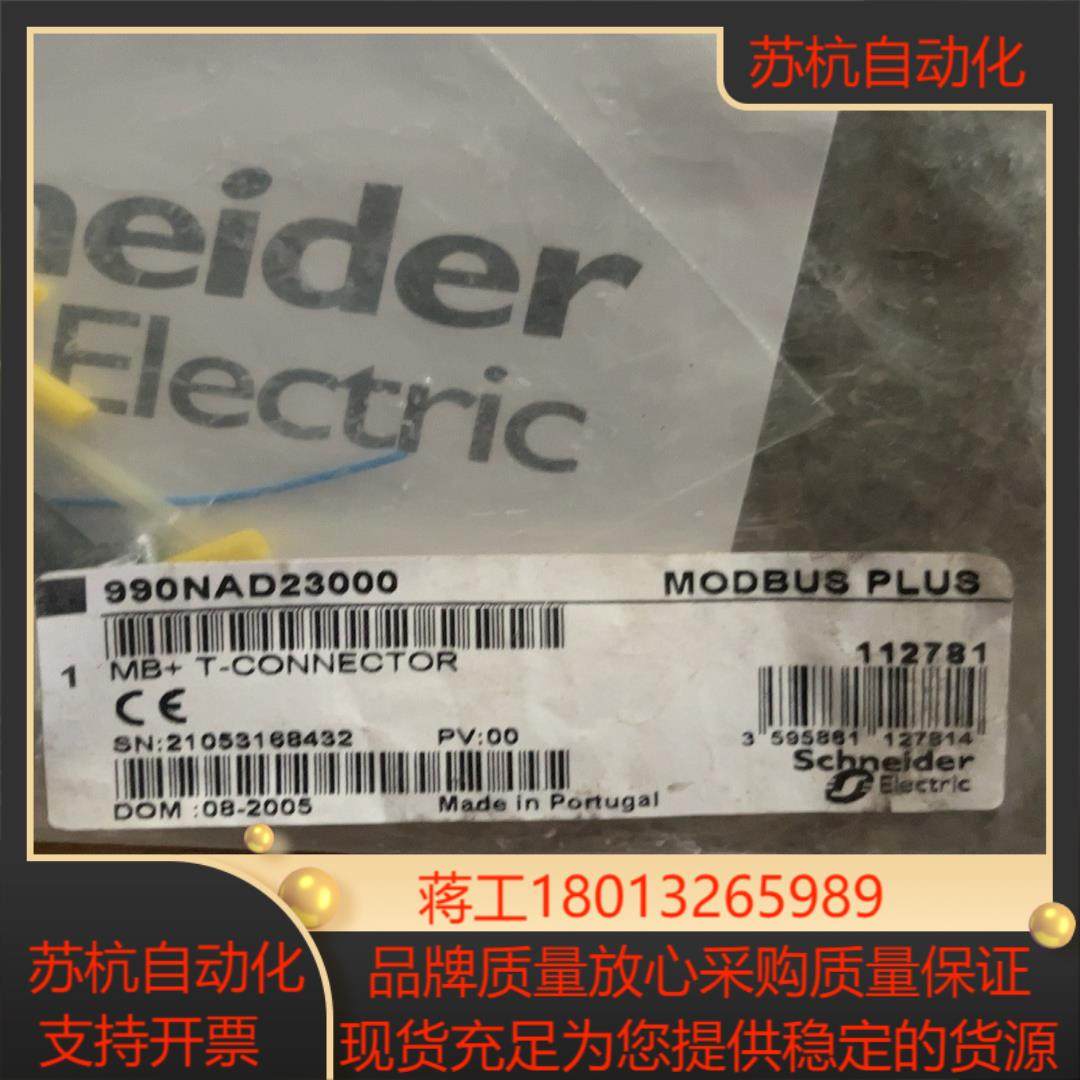 苏杭自动化
neider
Electric
990NAD23000
MODBUS PLUS
1
MB+ T-CONNECTOR
112781
CE
SN:21053168432
PV:00
3 595861 127814
Schneider
Electric
DOM :08-2005
Made in Portugal
蒋工18013265989
苏杭自动化
支持开票
品牌质量放心采购质量保证
现货充足为您提供稳定的货源